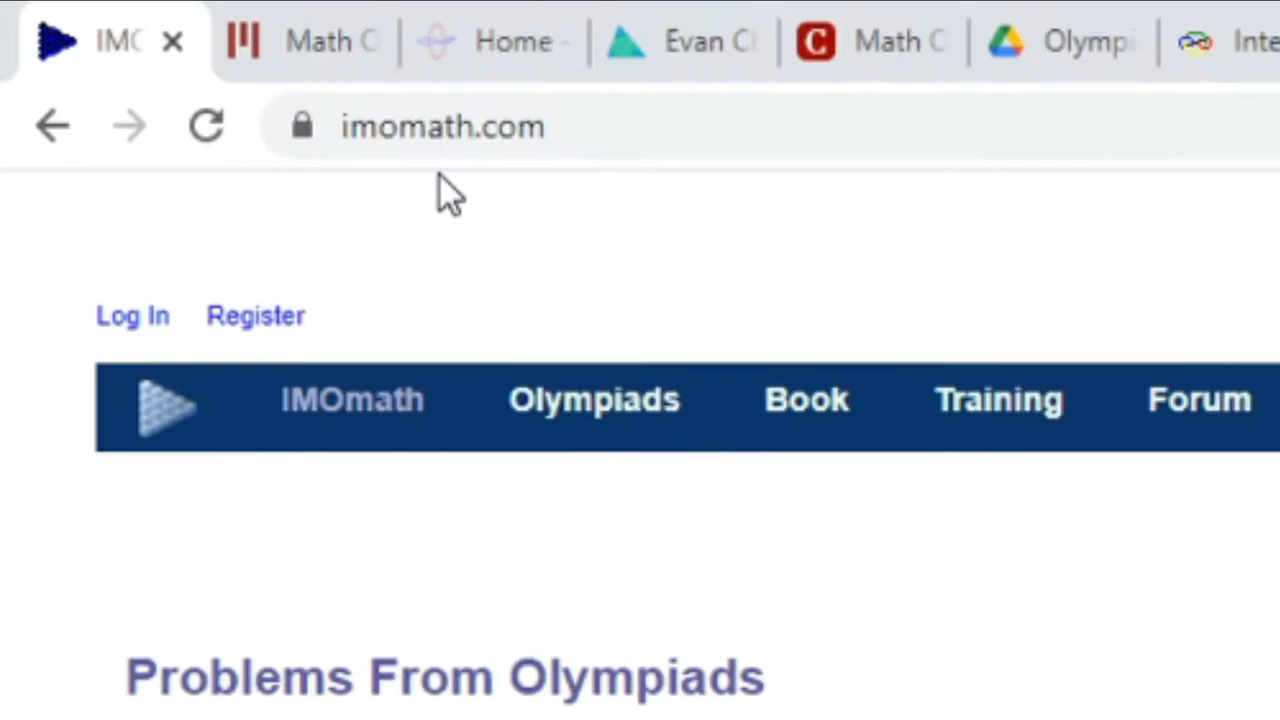 IMO Math C Home - Evan C Math C Olympi Inte
imomath.com
Log In Register
IMOmath Olympiads Book Training Forum
Problems From Olympiads